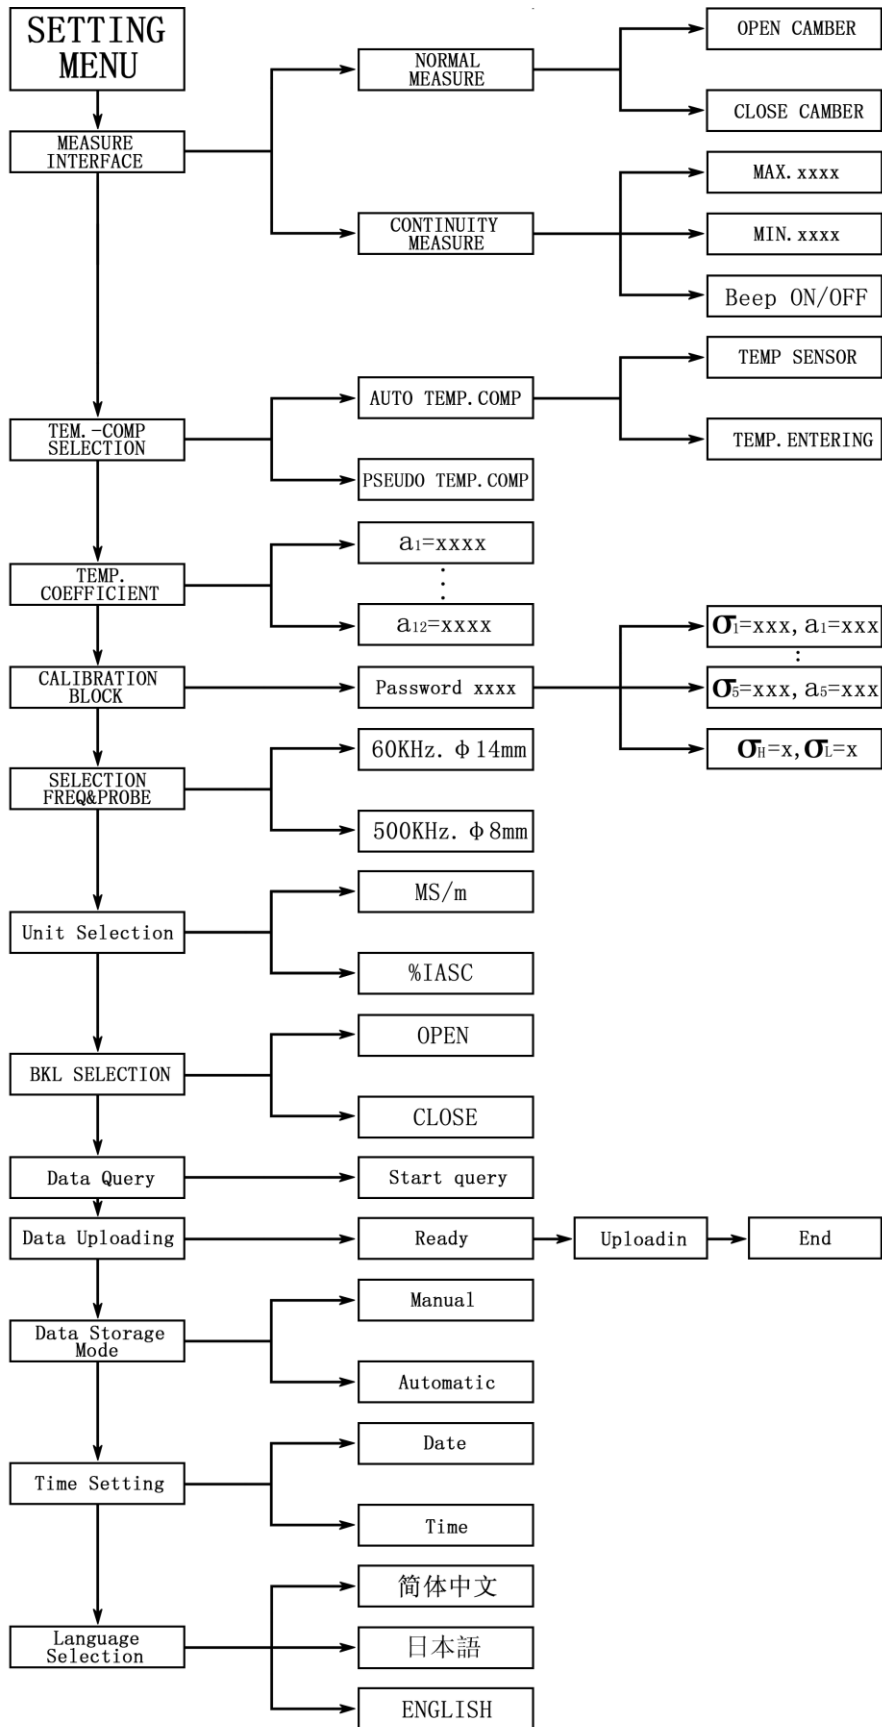 SETTING
MENU
MEASURE
INTERFACE
NORMAL
MEASURE
OPEN CAMBER
CLOSE CAMBER
CONTINUITY
MEASURE
MAX.xxxx
MIN.xxxx
Beep ON/OFF
TEM.-COMP
SELECTION
AUTO TEMP.COMP
TEMP SENSOR
TEMP.ENTERING
PSEUDO TEMP.COMP
TEMP.
COEFFICIENT
a₁=xxxx
⋮
a₁₂=xxxx
CALIBRATION
BLOCK
Password xxxx
σ₁=xxx, a₁=xxx
⋮
σ₅=xxx, a₅=xxx
σH=x, σL=x
SELECTION
FREQ&PROBE
60KHz. φ14mm
500KHz. φ8mm
Unit Selection
MS/m
%IASC
BKL SELECTION
OPEN
CLOSE
Data Query
Start query
Data Uploading
Ready
Uploadin
End
Data Storage
Mode
Manual
Automatic
Time Setting
Date
Time
Language
Selection
简体中文
日本語
ENGLISH